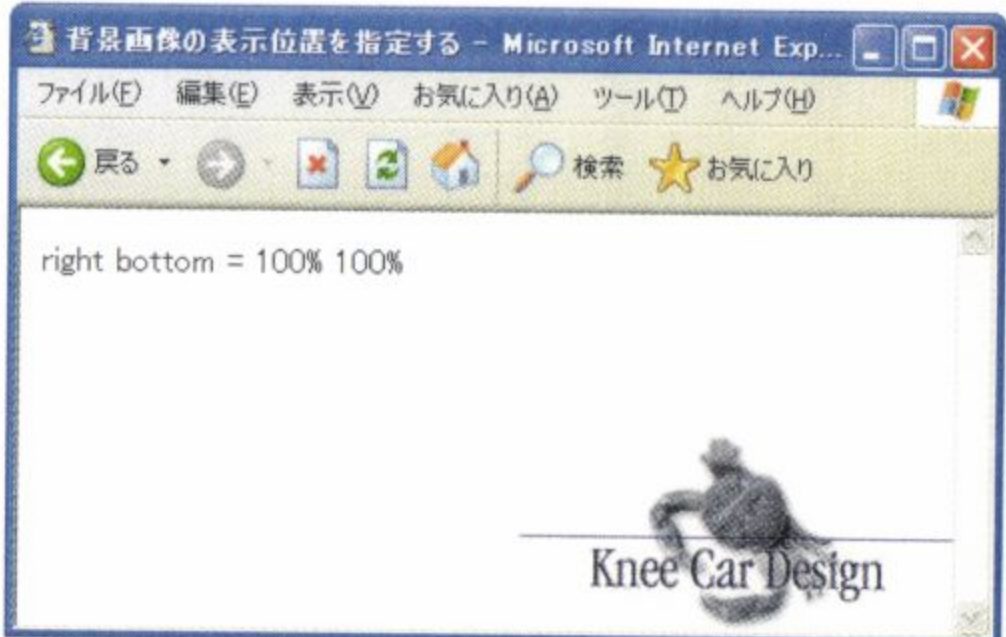 背景画像の表示位置を指定する - Microsoft Internet Exp...
ファイル(F) 編集(E) 表示(V) お気に入り(A) ツール(T) ヘルプ(H)
戻る 検索 お気に入り
right bottom = 100% 100%
Knee Car Design